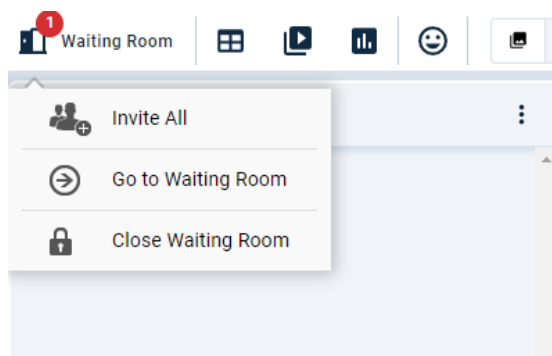 1
Waiting Room
Invite All
Go to Waiting Room
Close Waiting Room